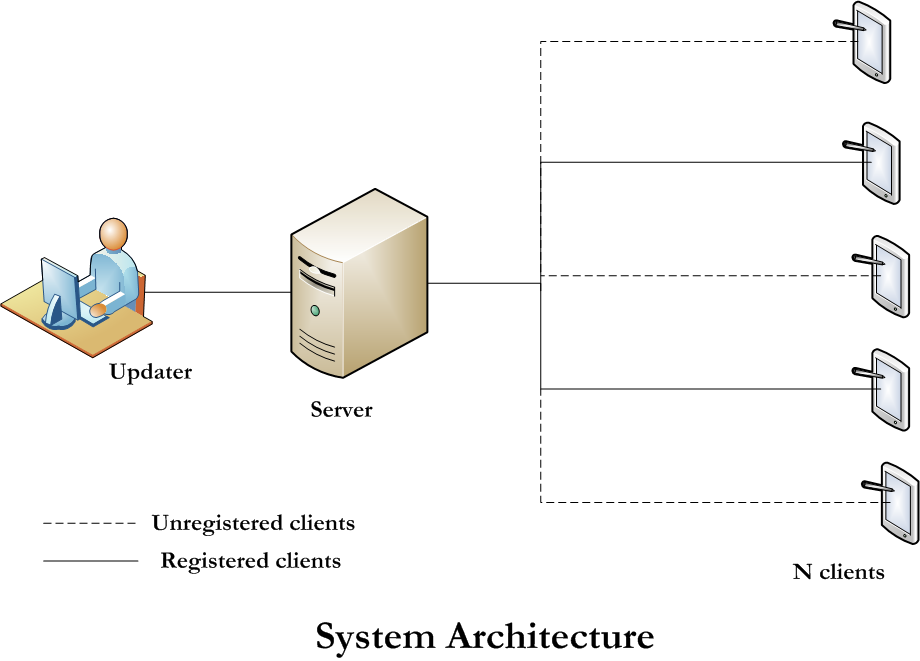 Updater
Server
Unregistered clients
Registered clients
N clients
System Architecture